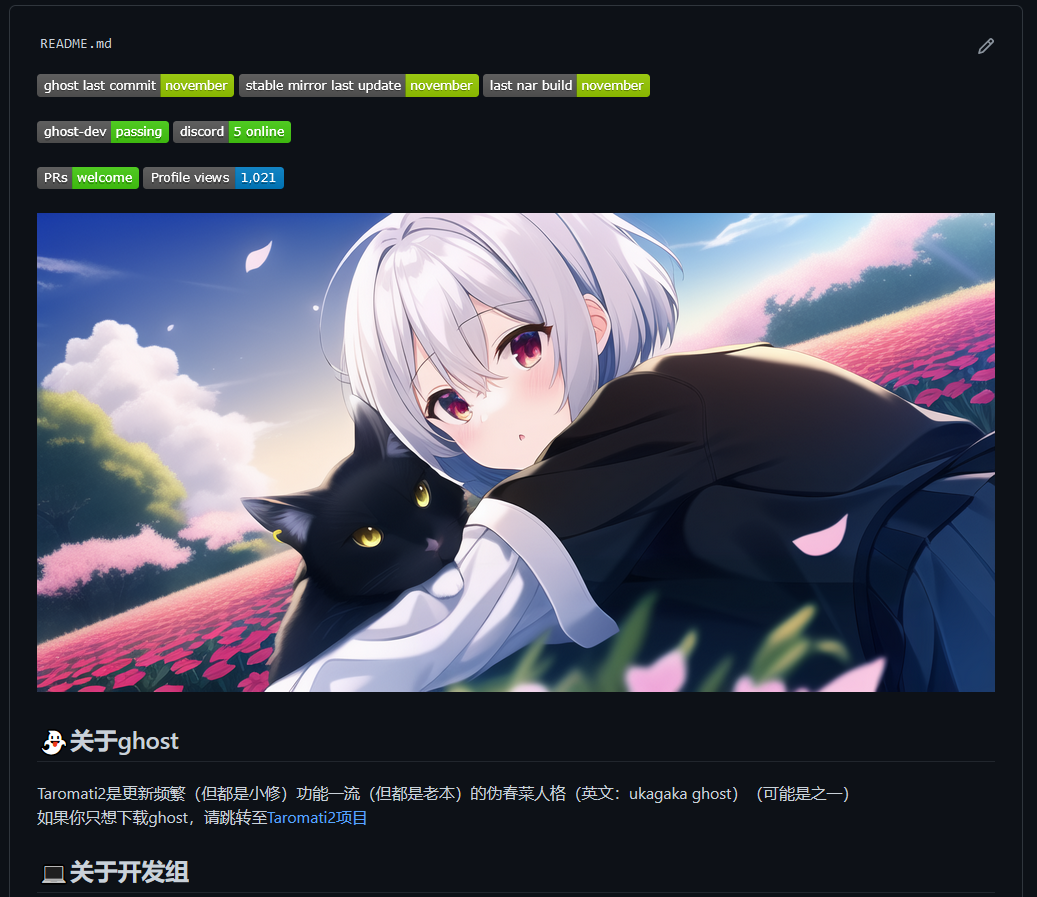 README.md
ghost last commit november stable mirror last update november last nar build november
ghost-dev passing discord 5 online
PRs welcome Profile views 1,021
👻关于ghost
Taromati2是更新频繁（但都是小修）功能一流（但都是老本）的伪春菜人格（英文：ukagaka ghost）（可能是之一）
如果你只想下载ghost，请跳转至Taromati2项目
💻关于开发组